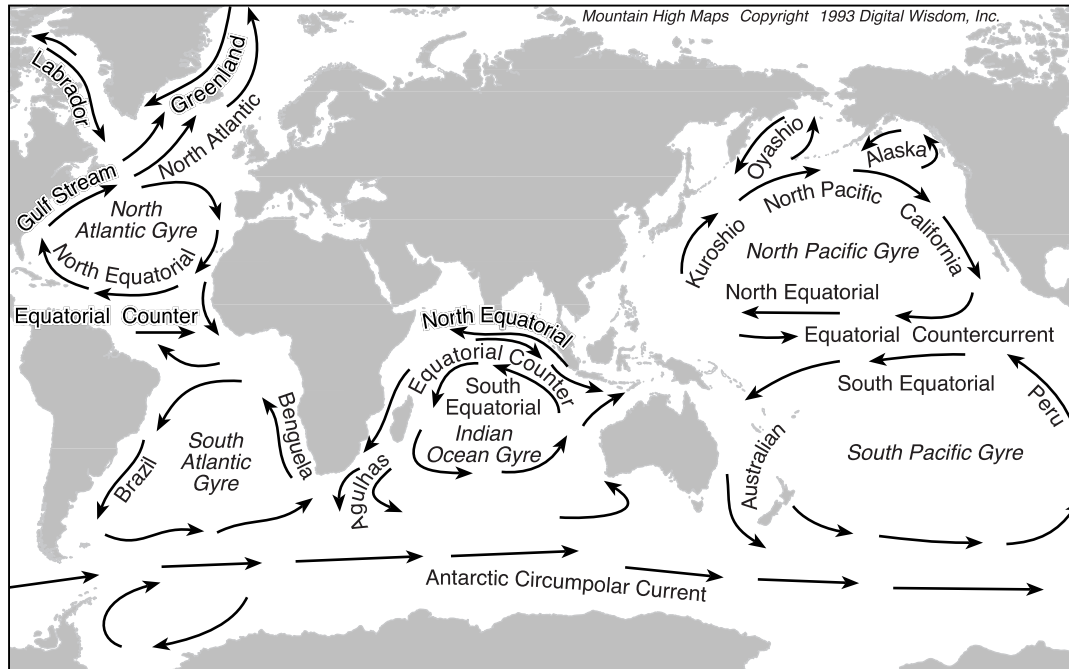 Mountain High Maps Copyright 1993 Digital Wisdom, Inc.
Labrador
Greenland
North Atlantic
Gulf Stream
North
Atlantic Gyre
North Equatorial
Equatorial Counter
Oyashio
Alaska
North Pacific
Kuroshio
California
North Pacific Gyre
North Equatorial
Equatorial Countercurrent
South Equatorial
Peru
South Pacific Gyre
Australian
North Equatorial
Equatorial Counter
South
Equatorial
Indian
Ocean Gyre
Agulhas
Benguela
South
Atlantic
Gyre
Brazil
Antarctic Circumpolar Current